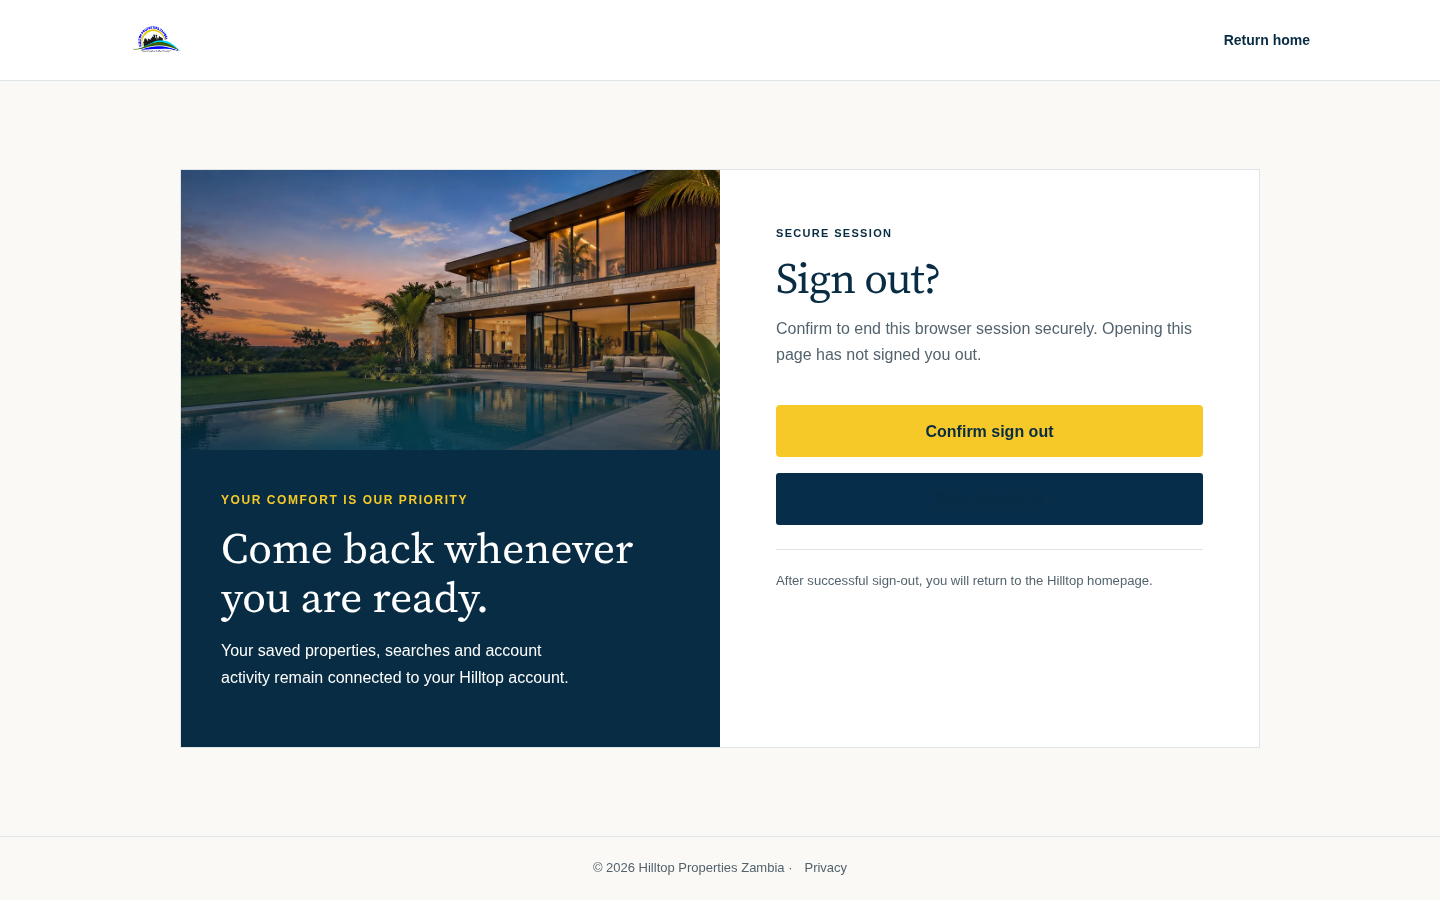 Return home
YOUR COMFORT IS OUR PRIORITY
Come back whenever
you are ready.
Your saved properties, searches and account
activity remain connected to your Hilltop account.
SECURE SESSION
Sign out?
Confirm to end this browser session securely. Opening this
page has not signed you out.
Confirm sign out
After successful sign-out, you will return to the Hilltop homepage.
© 2026 Hilltop Properties Zambia · Privacy